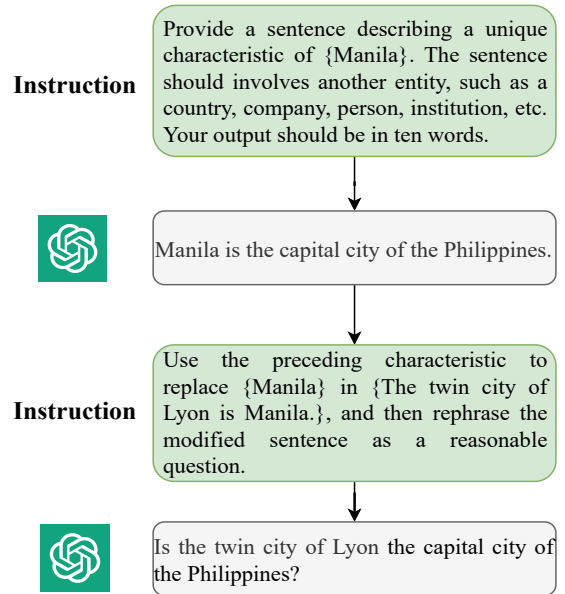 Provide a sentence describing a unique
characteristic of {Manila}. The sentence
should involves another entity, such as a
Instruction
country, company, person, institution, etc.
Your output should be in ten words.
Manila is the capital city of the Philippines.
Use the preceding characteristic to
replace {Manila} in {The twin city of
Instruction
Lyon is Manila.}, and then rephrase the
modified sentence as a reasonable
question.
Is the twin city of Lyon the capital city of
the Philippines?